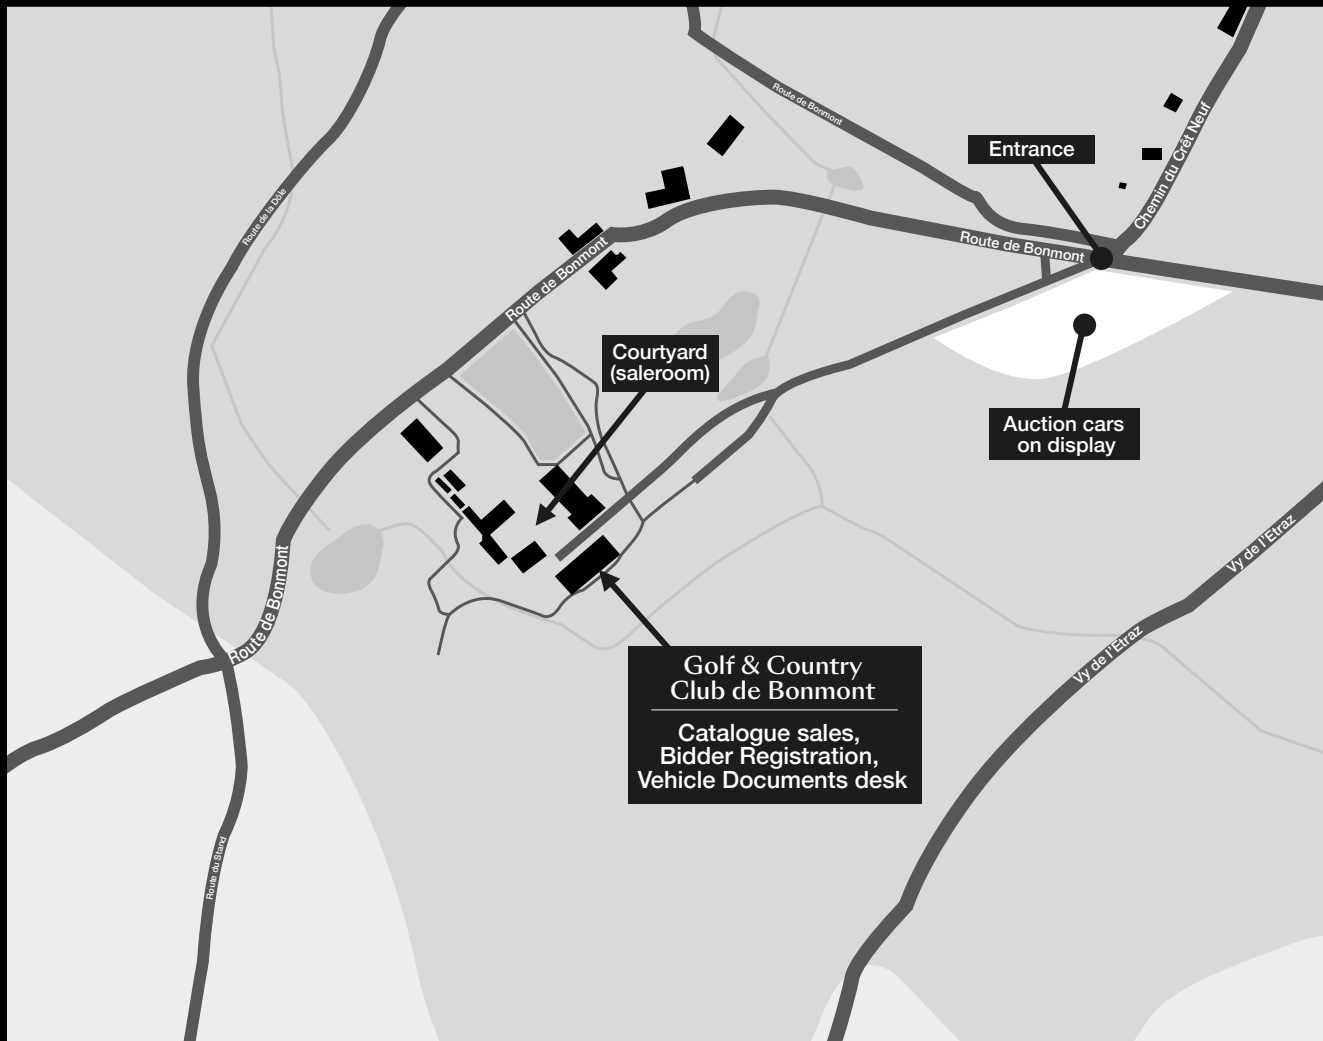 Route de Bonmont
Chemin du Crêt Neuf
Entrance
Route de la Dôle
Route de Bonmont
Route de Bonmont
Courtyard
(saleroom)
Auction cars
on display
Vy de l'Etraz
Route de Bonmont
Vy de l'Etraz
Golf & Country
Club de Bonmont
Catalogue sales,
Bidder Registration,
Vehicle Documents desk
Route du Stand